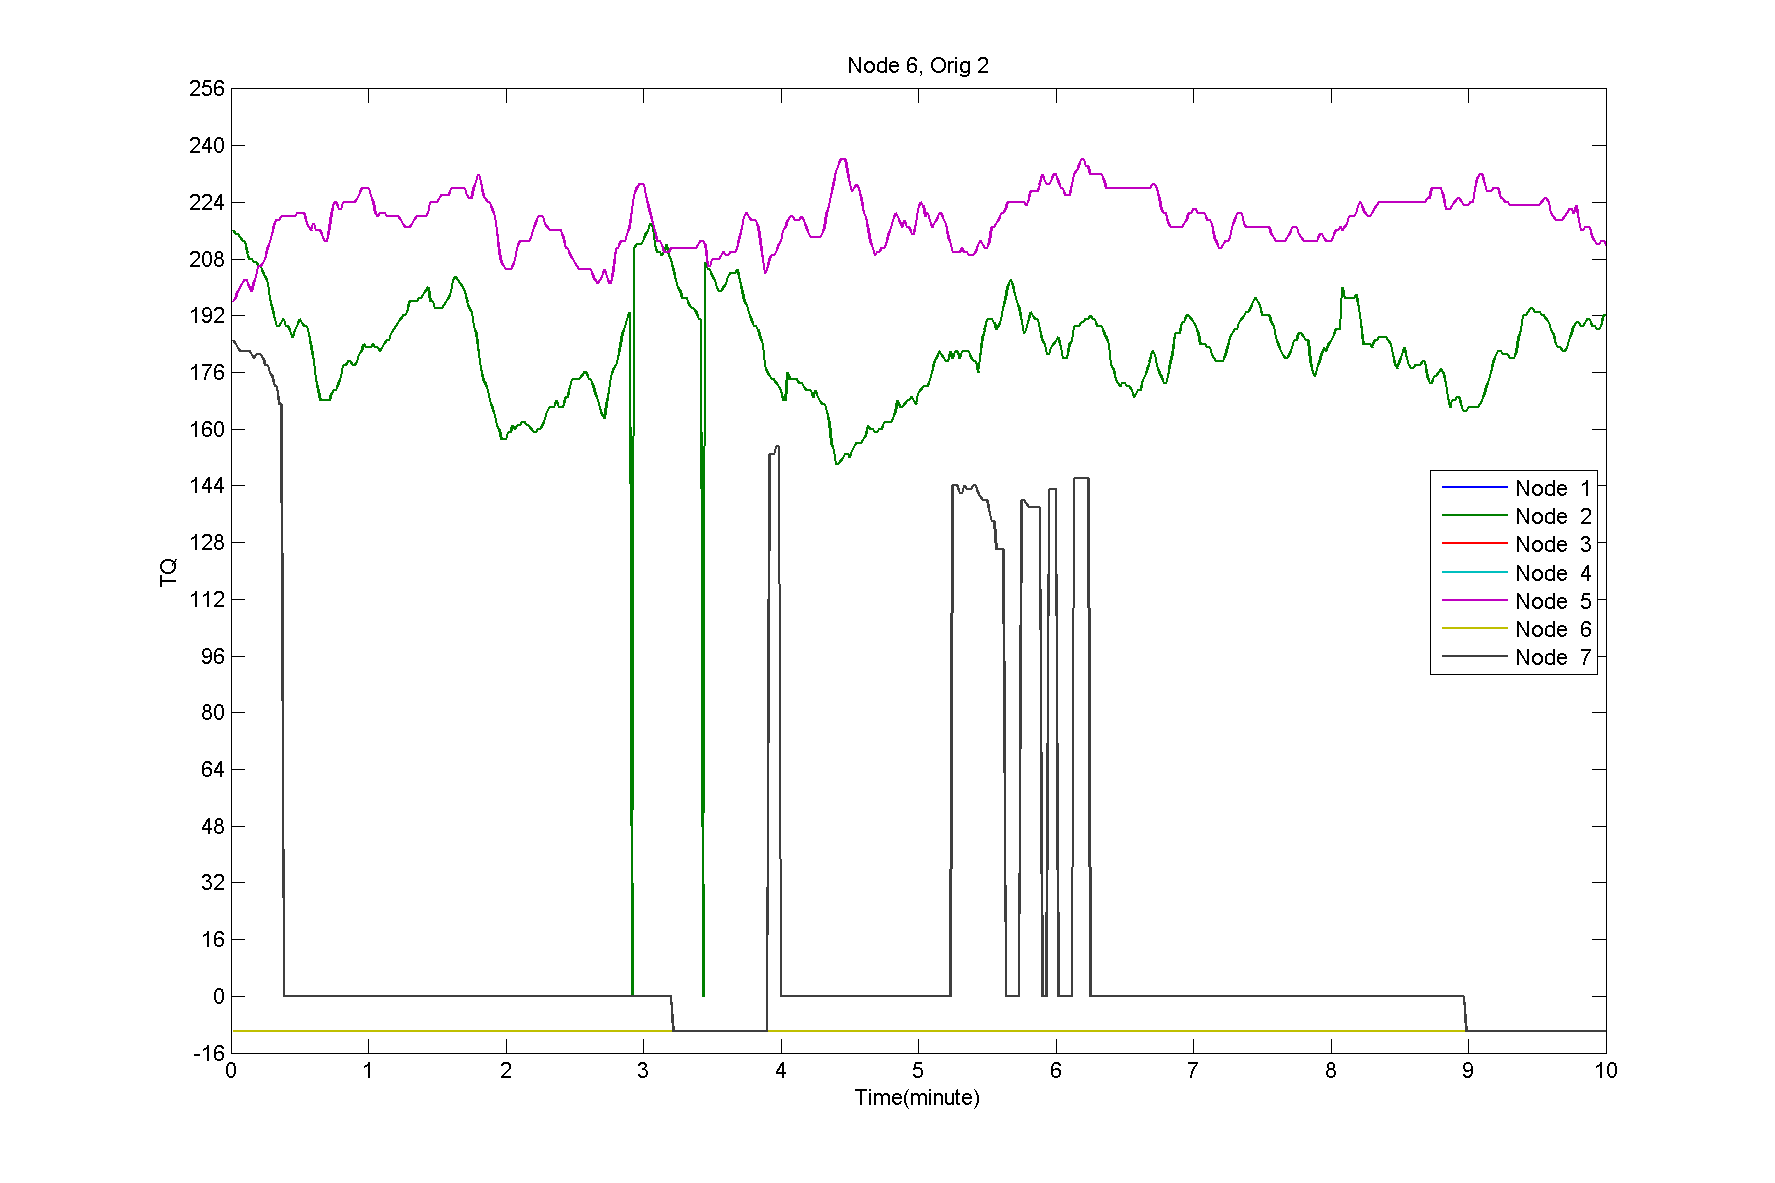 Node 6, Orig 2
256
240
224
208
192
176
160
144
128
112
96
80
64
48
32
16
0
-16
TQ
Node 1
Node 2
Node 3
Node 4
Node 5
Node 6
Node 7
0 1 2 3 4 5 6 7 8 9 10
Time(minute)